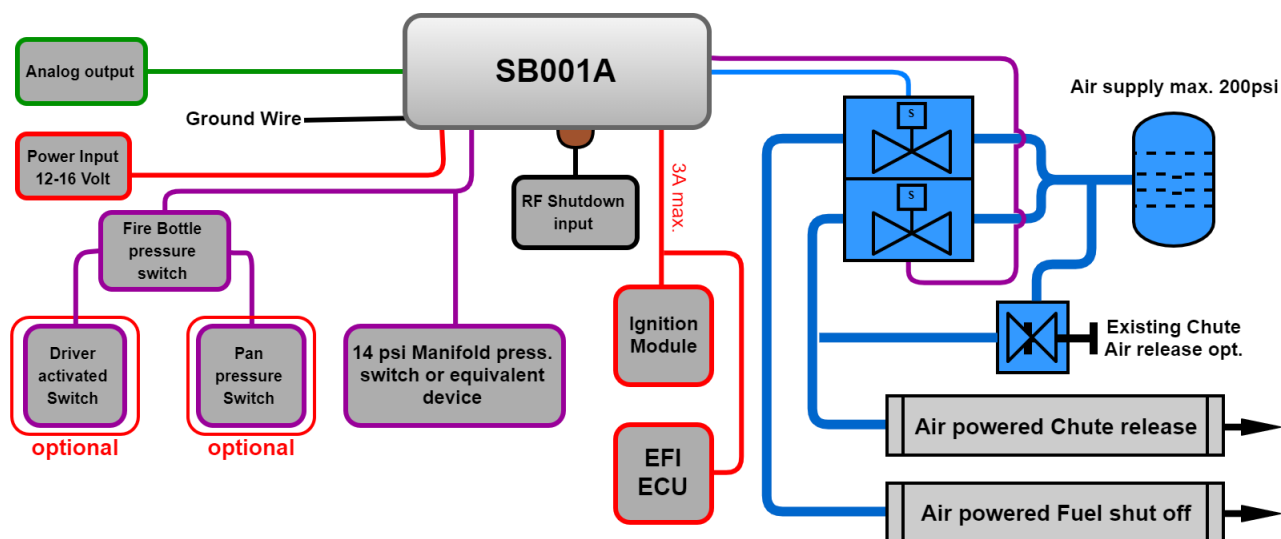 SB001A
Analog output
Ground Wire
Power Input
12-16 Volt
RF Shutdown
input
3A max.
S
S
Air supply max. 200psi
Fire Bottle
pressure
switch
Driver
activated
Switch
optional
Pan
pressure
Switch
optional
14 psi Manifold press.
switch or equivalent
device
Ignition
Module
EFI
ECU
Existing Chute
Air release opt.
Air powered Chute release
Air powered Fuel shut off